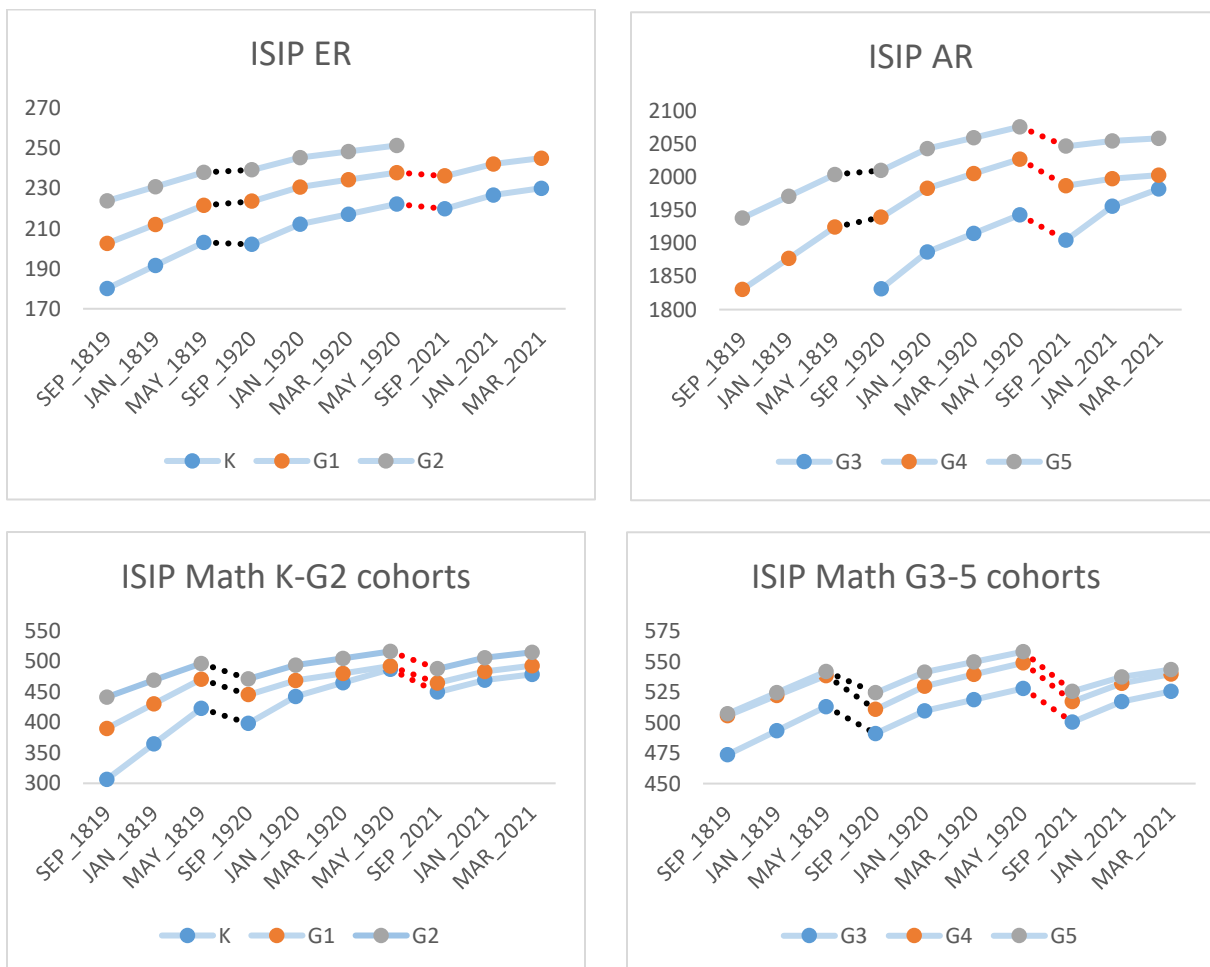 ISIP ER
270
250
230
210
190
170
SEP_1819
JAN_1819
MAY_1819
SEP_1920
JAN_1920
MAR_1920
MAY_1920
SEP_2021
JAN_2021
MAR_2021
K G1 G2
ISIP AR
2100
2050
2000
1950
1900
1850
1800
SEP_1819
JAN_1819
MAY_1819
SEP_1920
JAN_1920
MAR_1920
MAY_1920
SEP_2021
JAN_2021
MAR_2021
G3 G4 G5
ISIP Math K-G2 cohorts
550
500
450
400
350
300
SEP_1819
JAN_1819
MAY_1819
SEP_1920
JAN_1920
MAR_1920
MAY_1920
SEP_2021
JAN_2021
MAR_2021
K G1 G2
ISIP Math G3-5 cohorts
575
550
525
500
475
450
SEP_1819
JAN_1819
MAY_1819
SEP_1920
JAN_1920
MAR_1920
MAY_1920
SEP_2021
JAN_2021
MAR_2021
G3 G4 G5